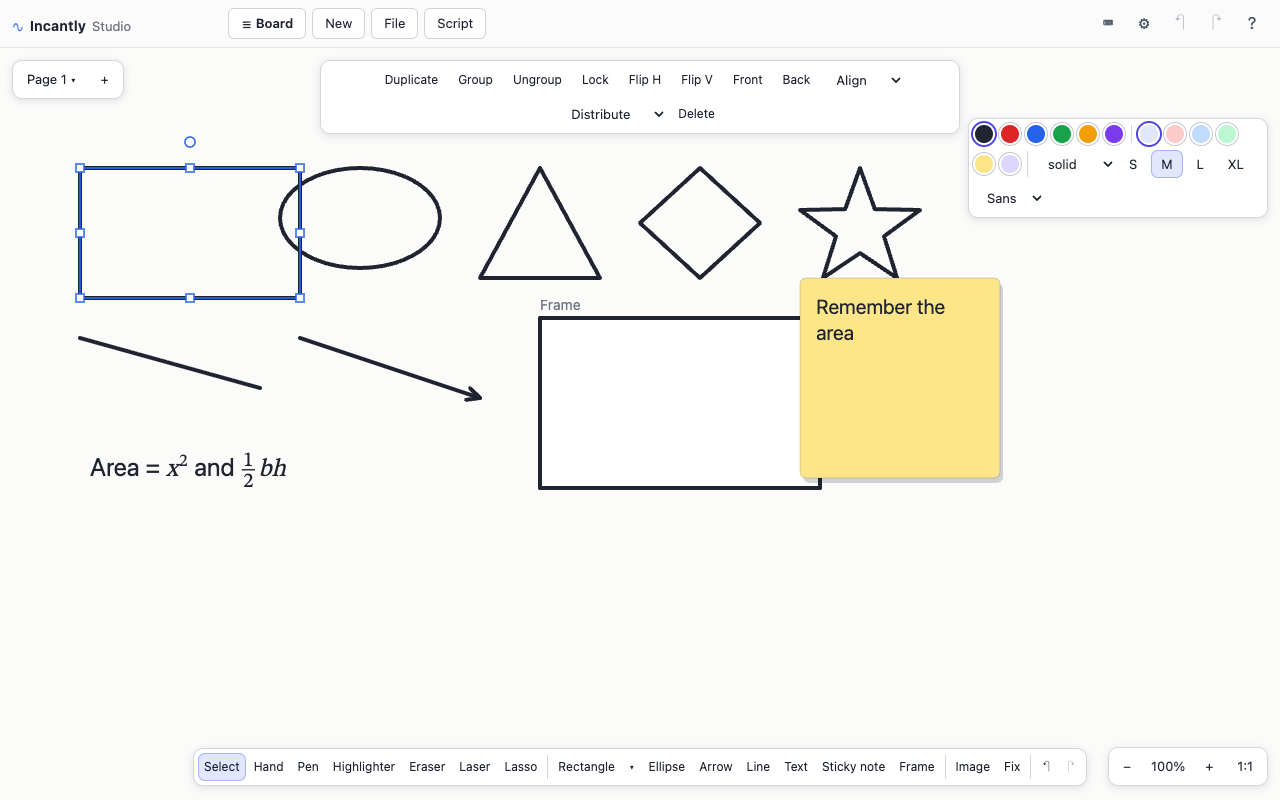 Incantly Studio
≡ Board New File Script ?
Page 1 +
Duplicate Group Ungroup Lock Flip H Flip V Front Back Align
Distribute Delete
solid S M L XL
Sans
Frame
Remember the
area
Area = x² and 1/2 bh
Select Hand Pen Highlighter Eraser Laser Lasso Rectangle Ellipse Arrow Line Text Sticky note Frame Image Fix
− 100% + 1:1